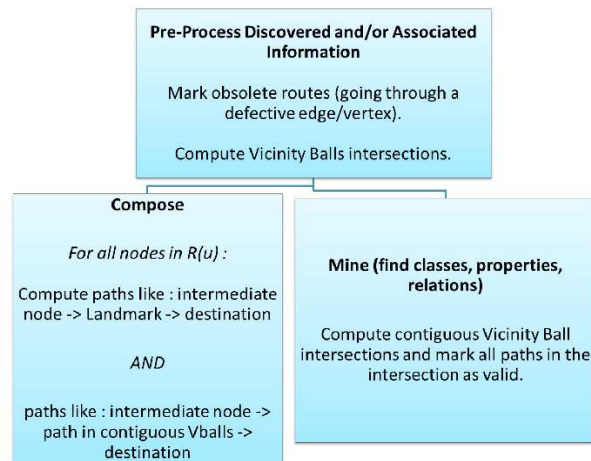 Pre-Process Discovered and/or Associated
Information
Mark obsolete routes (going through a
defective edge/vertex).
Compute Vicinity Balls intersections.
Compose
For all nodes in R(u) :
Compute paths like : intermediate
node -> Landmark -> destination
AND
paths like : intermediate node ->
path in contiguous Vballs ->
destination
Mine (find classes, properties,
relations)
Compute contiguous Vicinity Ball
intersections and mark all paths in the
intersection as valid.